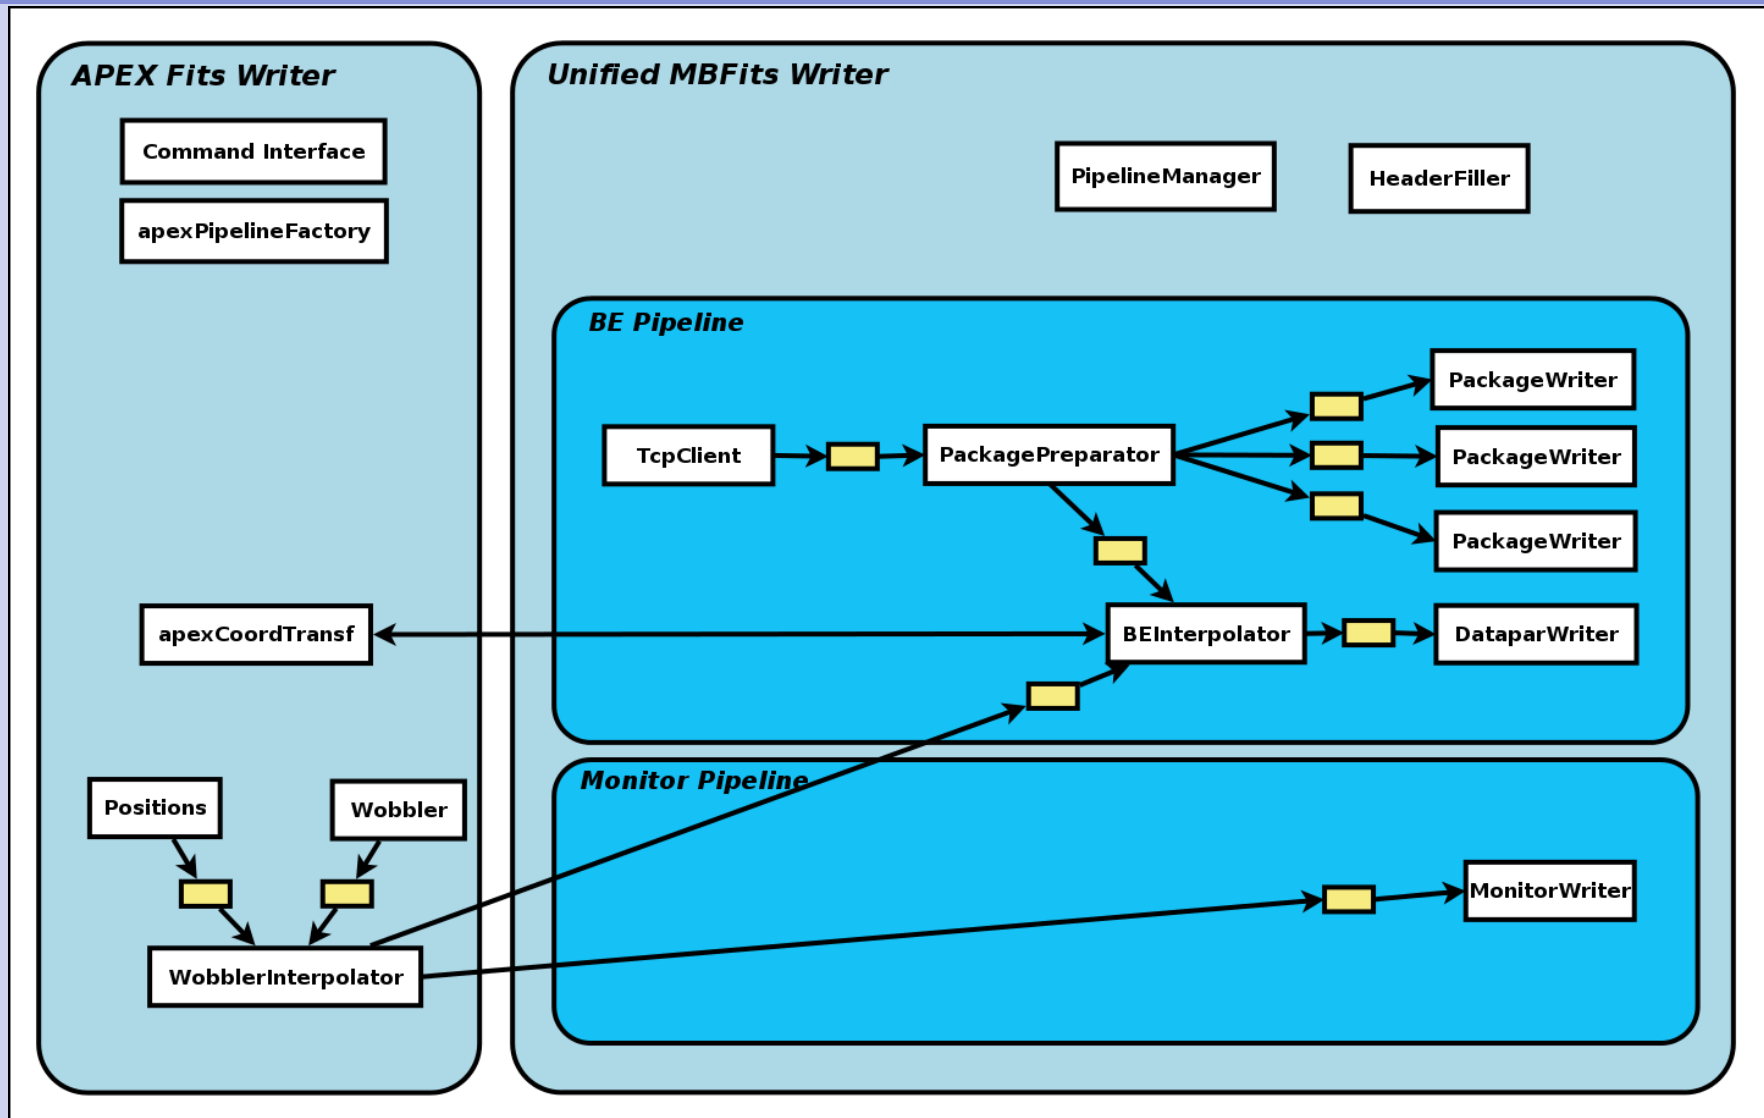 APEX Fits Writer
Command Interface
apexPipelineFactory
apexCoordTransf
Positions
Wobbler
WobblerInterpolator
Unified MBFits Writer
PipelineManager
HeaderFiller
BE Pipeline
TcpClient
PackagePreparator
PackageWriter
PackageWriter
PackageWriter
BEInterpolator
DataparWriter
Monitor Pipeline
MonitorWriter